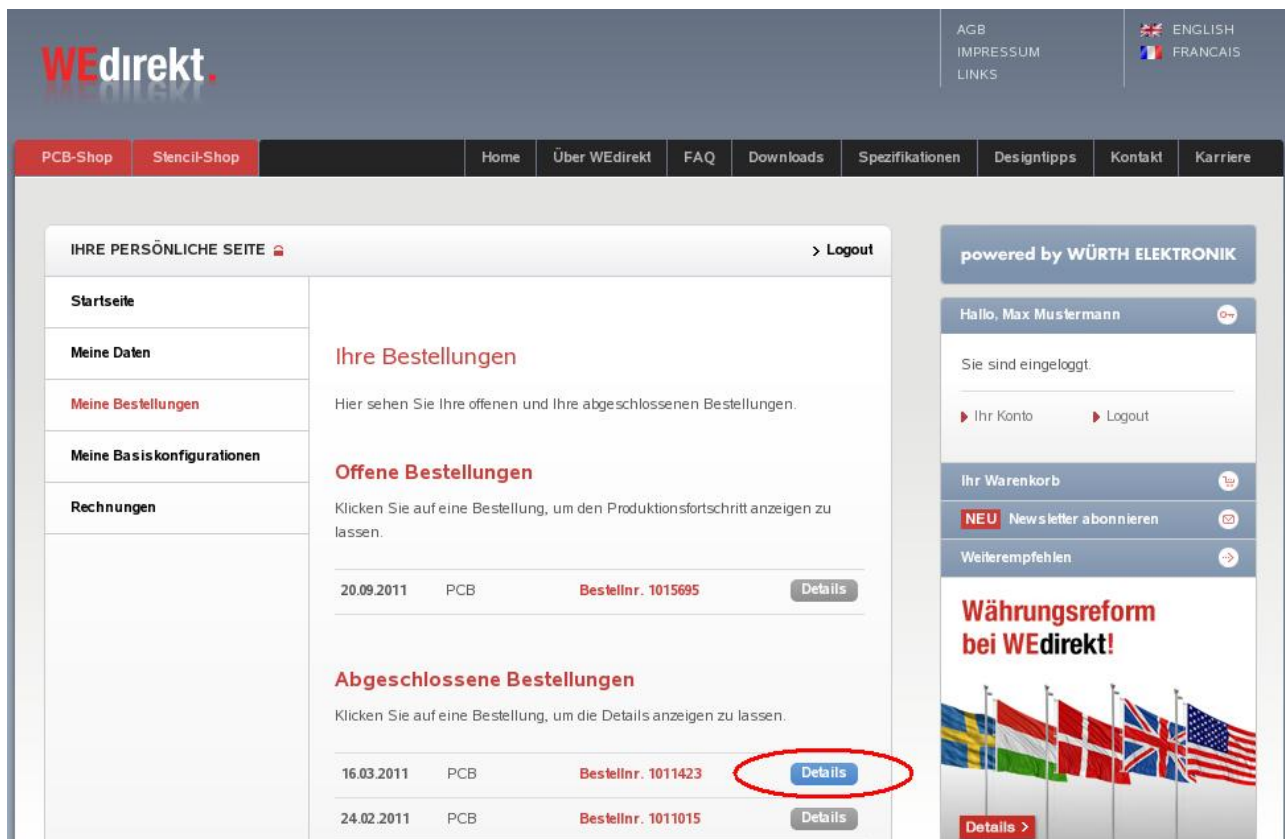 WEdirekt.
AGB
IMPRESSUM
LINKS
ENGLISH
FRANCAIS
PCB-Shop
Stencil-Shop
Home
Über WEdirekt
FAQ
Downloads
Spezifikationen
Designtipps
Kontakt
Karriere
IHRE PERSÖNLICHE SEITE
> Logout
Startseite
Meine Daten
Meine Bestellungen
Meine Basiskonfigurationen
Rechnungen
Ihre Bestellungen
Hier sehen Sie Ihre offenen und Ihre abgeschlossenen Bestellungen.
Offene Bestellungen
Klicken Sie auf eine Bestellung, um den Produktionsfortschritt anzeigen zu
lassen.
20.09.2011 PCB Bestellnr. 1015695 Details
Abgeschlossene Bestellungen
Klicken Sie auf eine Bestellung, um die Details anzeigen zu lassen.
16.03.2011 PCB Bestellnr. 1011423 Details
24.02.2011 PCB Bestellnr. 1011015 Details
powered by WÜRTH ELEKTRONIK
Hallo, Max Mustermann
Sie sind eingeloggt.
Ihr Konto
Logout
Ihr Warenkorb
NEU Newsletter abonnieren
Weiterempfehlen
Währungsreform
bei WEdirekt!
Details >